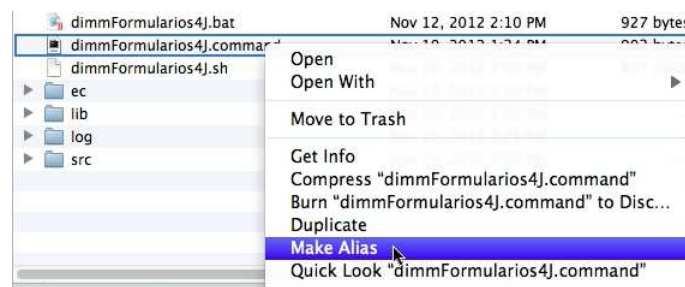 dimmFormularios4J.bat Nov 12, 2012 2:10 PM 927 bytes
dimmFormularios4J.command
dimmFormularios4J.sh
ec
lib
log
src
Open
Open With
Move to Trash
Get Info
Compress “dimmFormularios4J.command”
Burn “dimmFormularios4J.command” to Disc...
Duplicate
Make Alias
Quick Look “dimmFormularios4J.command”